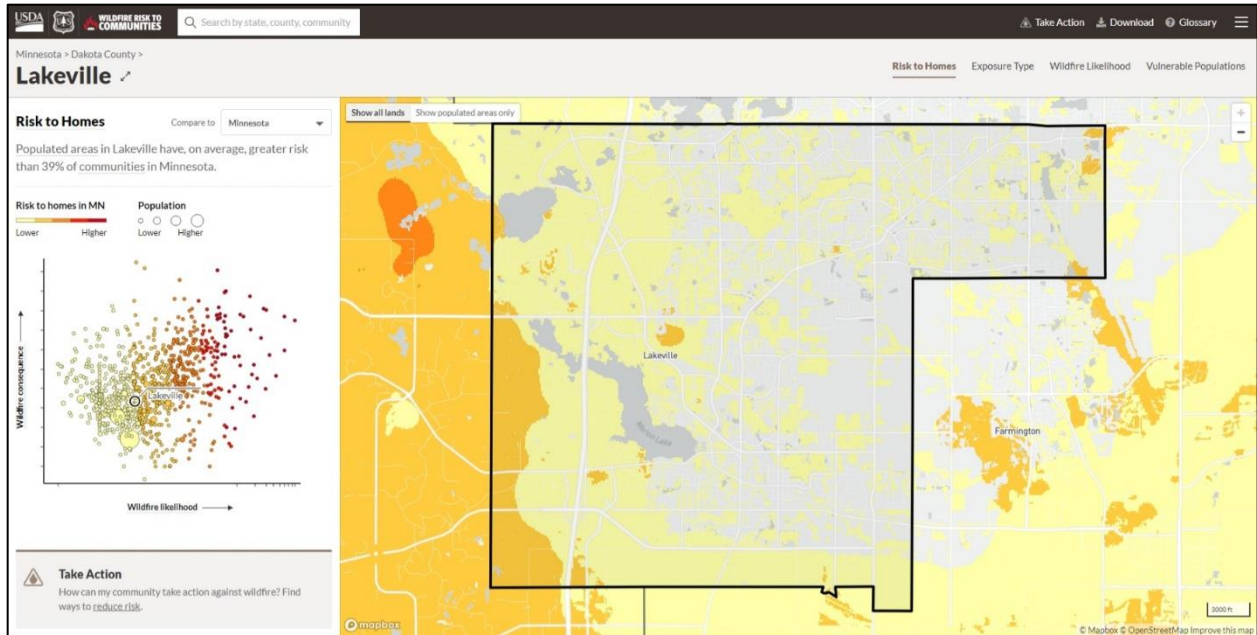 USDA
WILDFIRE RISK TO
COMMUNITIES
Search by state, county, community
Take Action
Download
Glossary
Minnesota > Dakota County >
Lakeville
Risk to Homes
Exposure Type
Wildfire Likelihood
Vulnerable Populations
Risk to Homes
Compare to
Minnesota
Populated areas in Lakeville have, on average, greater risk
than 39% of communities in Minnesota.
Risk to homes in MN
Population
Lower
Higher
Lower
Higher
Wildfire consequence
Lakeville
Wildfire likelihood
Take Action
How can my community take action against wildfire? Find
ways to reduce risk.
Show all lands
Show populated areas only
Lakeville
Farmington
mapbox
3000 ft
© Mapbox © OpenStreetMap Improve this map